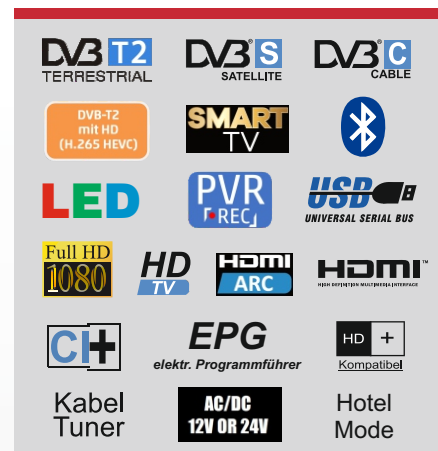 DVB T2
TERRESTRIAL
DVB S
SATELLITE
DVB C
CABLE
DVB-T2
mit HD
(H.265 HEVC)
SMART
TV
LED
PVR
REC
USB
UNIVERSAL SERIAL BUS
Full HD
1080
HD
TV
HDMI
ARC
HDMI™
HIGH DEFINITION MULTIMEDIA INTERFACE
CI+
EPG
elektr. Programmführer
HD +
Kompatibel
Kabel
Tuner
AC/DC
12V OR 24V
Hotel
Mode